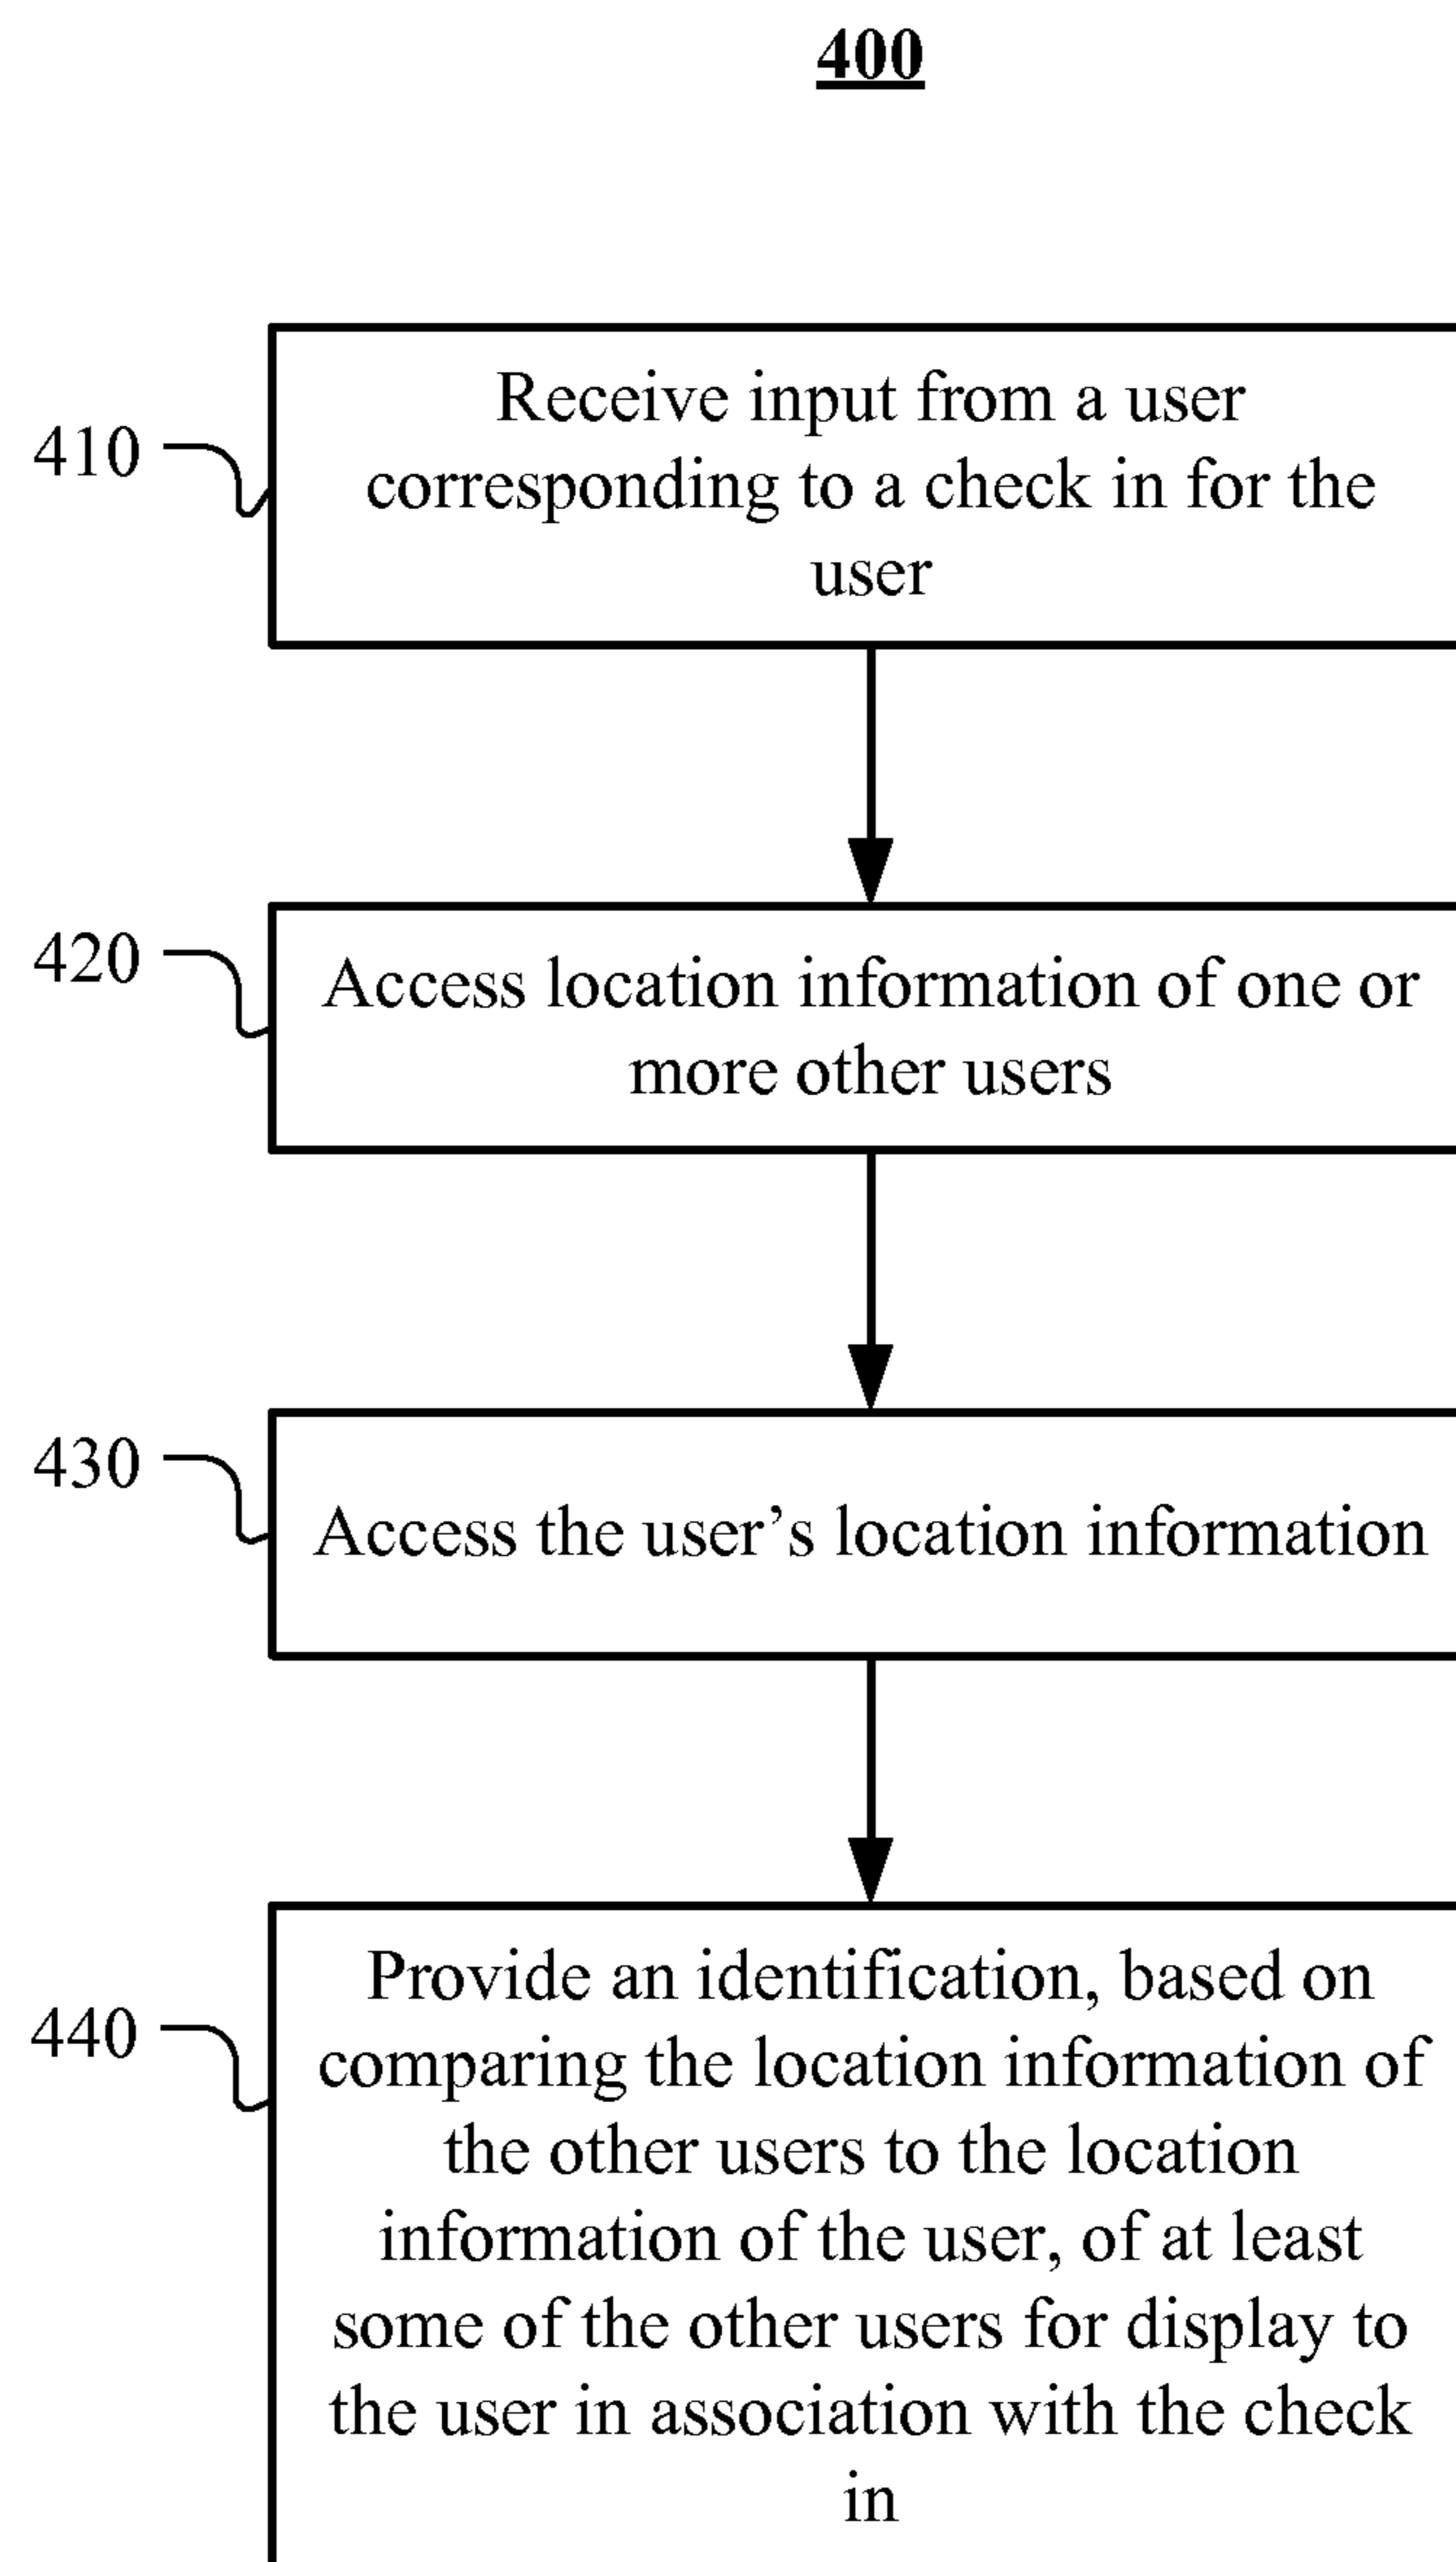 400
410
Receive input from a user
corresponding to a check in for the
user
420
Access location information of one or
more other users
430
Access the user’s location information
440
Provide an identification, based on
comparing the location information of
the other users to the location
information of the user, of at least
some of the other users for display to
the user in association with the check
in